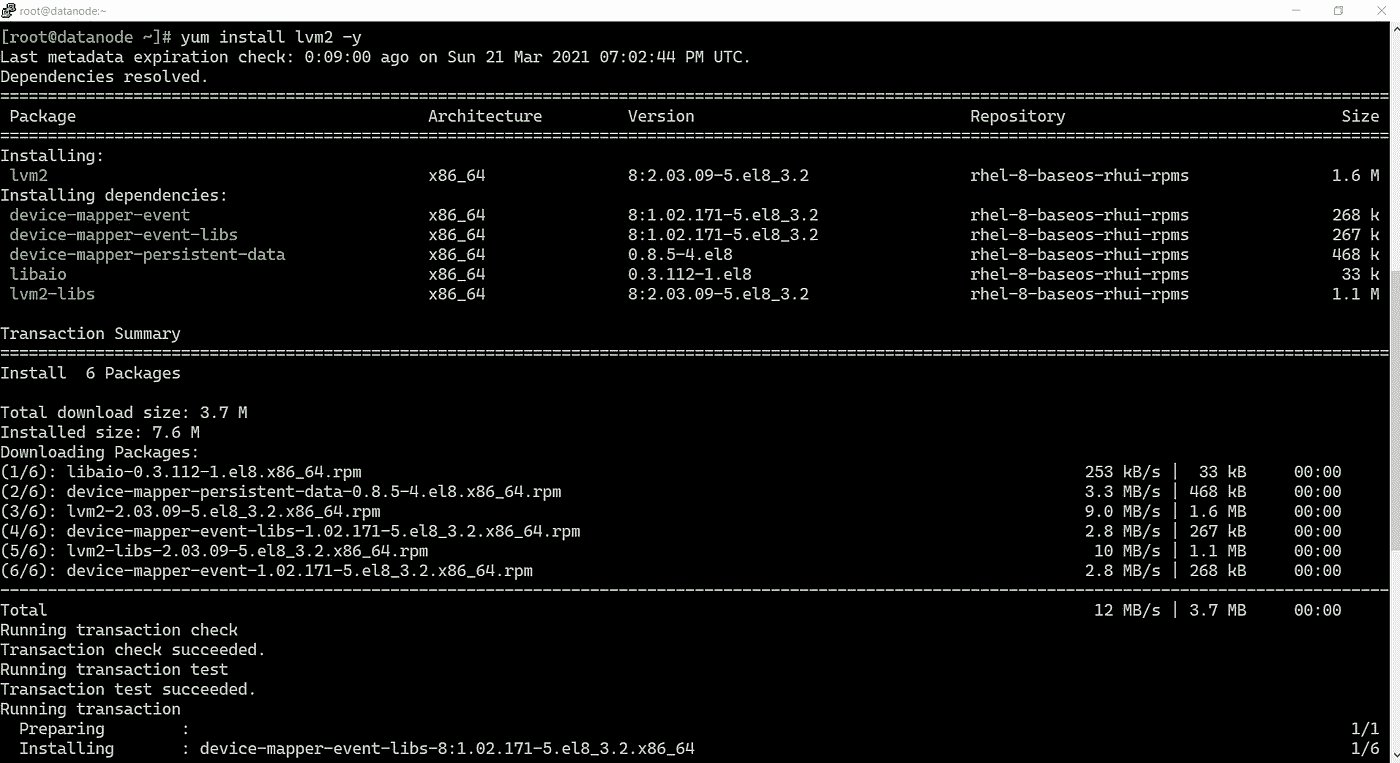 root@datanode:~
[root@datanode ~]# yum install lvm2 -y
Last metadata expiration check: 0:09:00 ago on Sun 21 Mar 2021 07:02:44 PM UTC.
Dependencies resolved.
================================================================================
Package Architecture Version Repository Size
================================================================================
Installing:
lvm2 x86_64 8:2.03.09-5.el8_3.2 rhel-8-baseos-rhui-rpms 1.6 M
Installing dependencies:
device-mapper-event x86_64 8:1.02.171-5.el8_3.2 rhel-8-baseos-rhui-rpms 268 k
device-mapper-event-libs x86_64 8:1.02.171-5.el8_3.2 rhel-8-baseos-rhui-rpms 267 k
device-mapper-persistent-data x86_64 0.8.5-4.el8 rhel-8-baseos-rhui-rpms 468 k
libaio x86_64 0.3.112-1.el8 rhel-8-baseos-rhui-rpms 33 k
lvm2-libs x86_64 8:2.03.09-5.el8_3.2 rhel-8-baseos-rhui-rpms 1.1 M
Transaction Summary
================================================================================
Install 6 Packages
Total download size: 3.7 M
Installed size: 7.6 M
Downloading Packages:
(1/6): libaio-0.3.112-1.el8.x86_64.rpm 253 kB/s | 33 kB 00:00
(2/6): device-mapper-persistent-data-0.8.5-4.el8.x86_64.rpm 3.3 MB/s | 468 kB 00:00
(3/6): lvm2-2.03.09-5.el8_3.2.x86_64.rpm 9.0 MB/s | 1.6 MB 00:00
(4/6): device-mapper-event-libs-1.02.171-5.el8_3.2.x86_64.rpm 2.8 MB/s | 267 kB 00:00
(5/6): lvm2-libs-2.03.09-5.el8_3.2.x86_64.rpm 10 MB/s | 1.1 MB 00:00
(6/6): device-mapper-event-1.02.171-5.el8_3.2.x86_64.rpm 2.8 MB/s | 268 kB 00:00
--------------------------------------------------------------------------------
Total 12 MB/s | 3.7 MB 00:00
Running transaction check
Transaction check succeeded.
Running transaction test
Transaction test succeeded.
Running transaction
Preparing : 1/1
Installing : device-mapper-event-libs-8:1.02.171-5.el8_3.2.x86_64 1/6